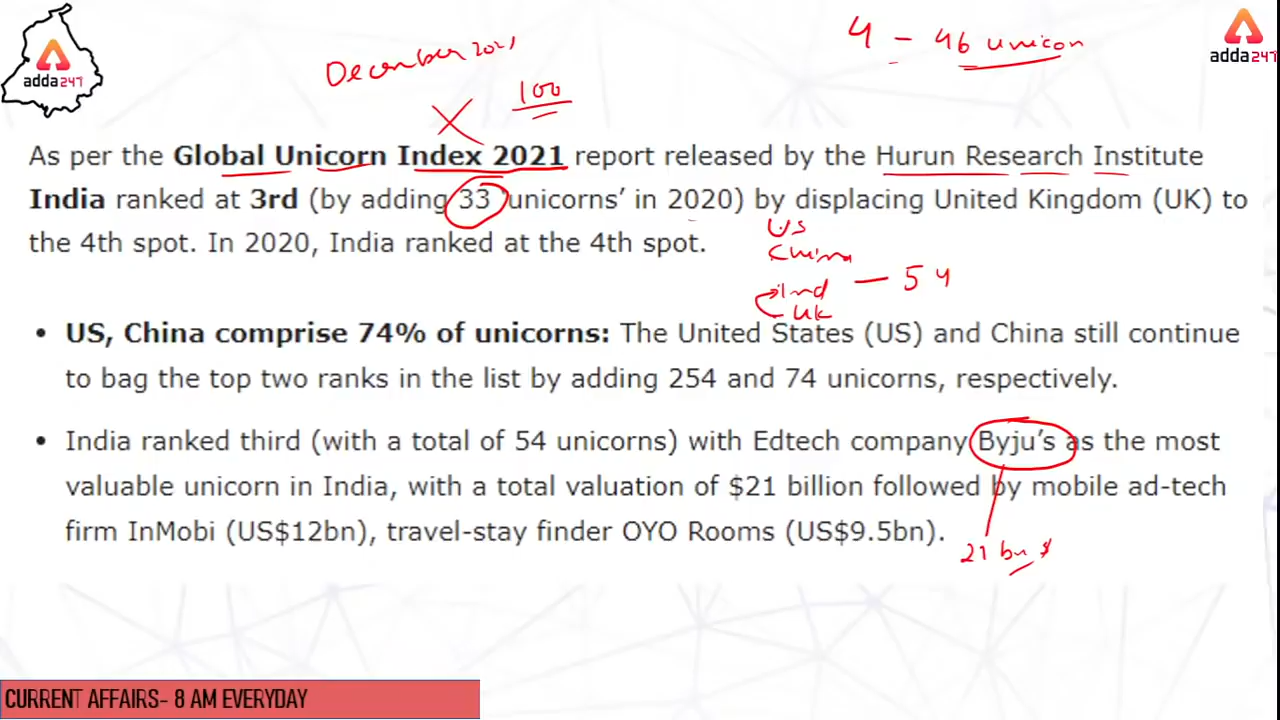 adda247
December 2021
100
4 - 46 unicon
adda247
As per the Global Unicorn Index 2021 report released by the Hurun Research Institute
India ranked at 3rd (by adding 33 unicorns’ in 2020) by displacing United Kingdom (UK) to
the 4th spot. In 2020, India ranked at the 4th spot.
US
China
Ind - 54
UK
• US, China comprise 74% of unicorns: The United States (US) and China still continue
to bag the top two ranks in the list by adding 254 and 74 unicorns, respectively.
• India ranked third (with a total of 54 unicorns) with Edtech company Byju’s as the most
valuable unicorn in India, with a total valuation of $21 billion followed by mobile ad-tech
firm InMobi (US$12bn), travel-stay finder OYO Rooms (US$9.5bn).
21 bn $
CURRENT AFFAIRS- 8 AM EVERYDAY